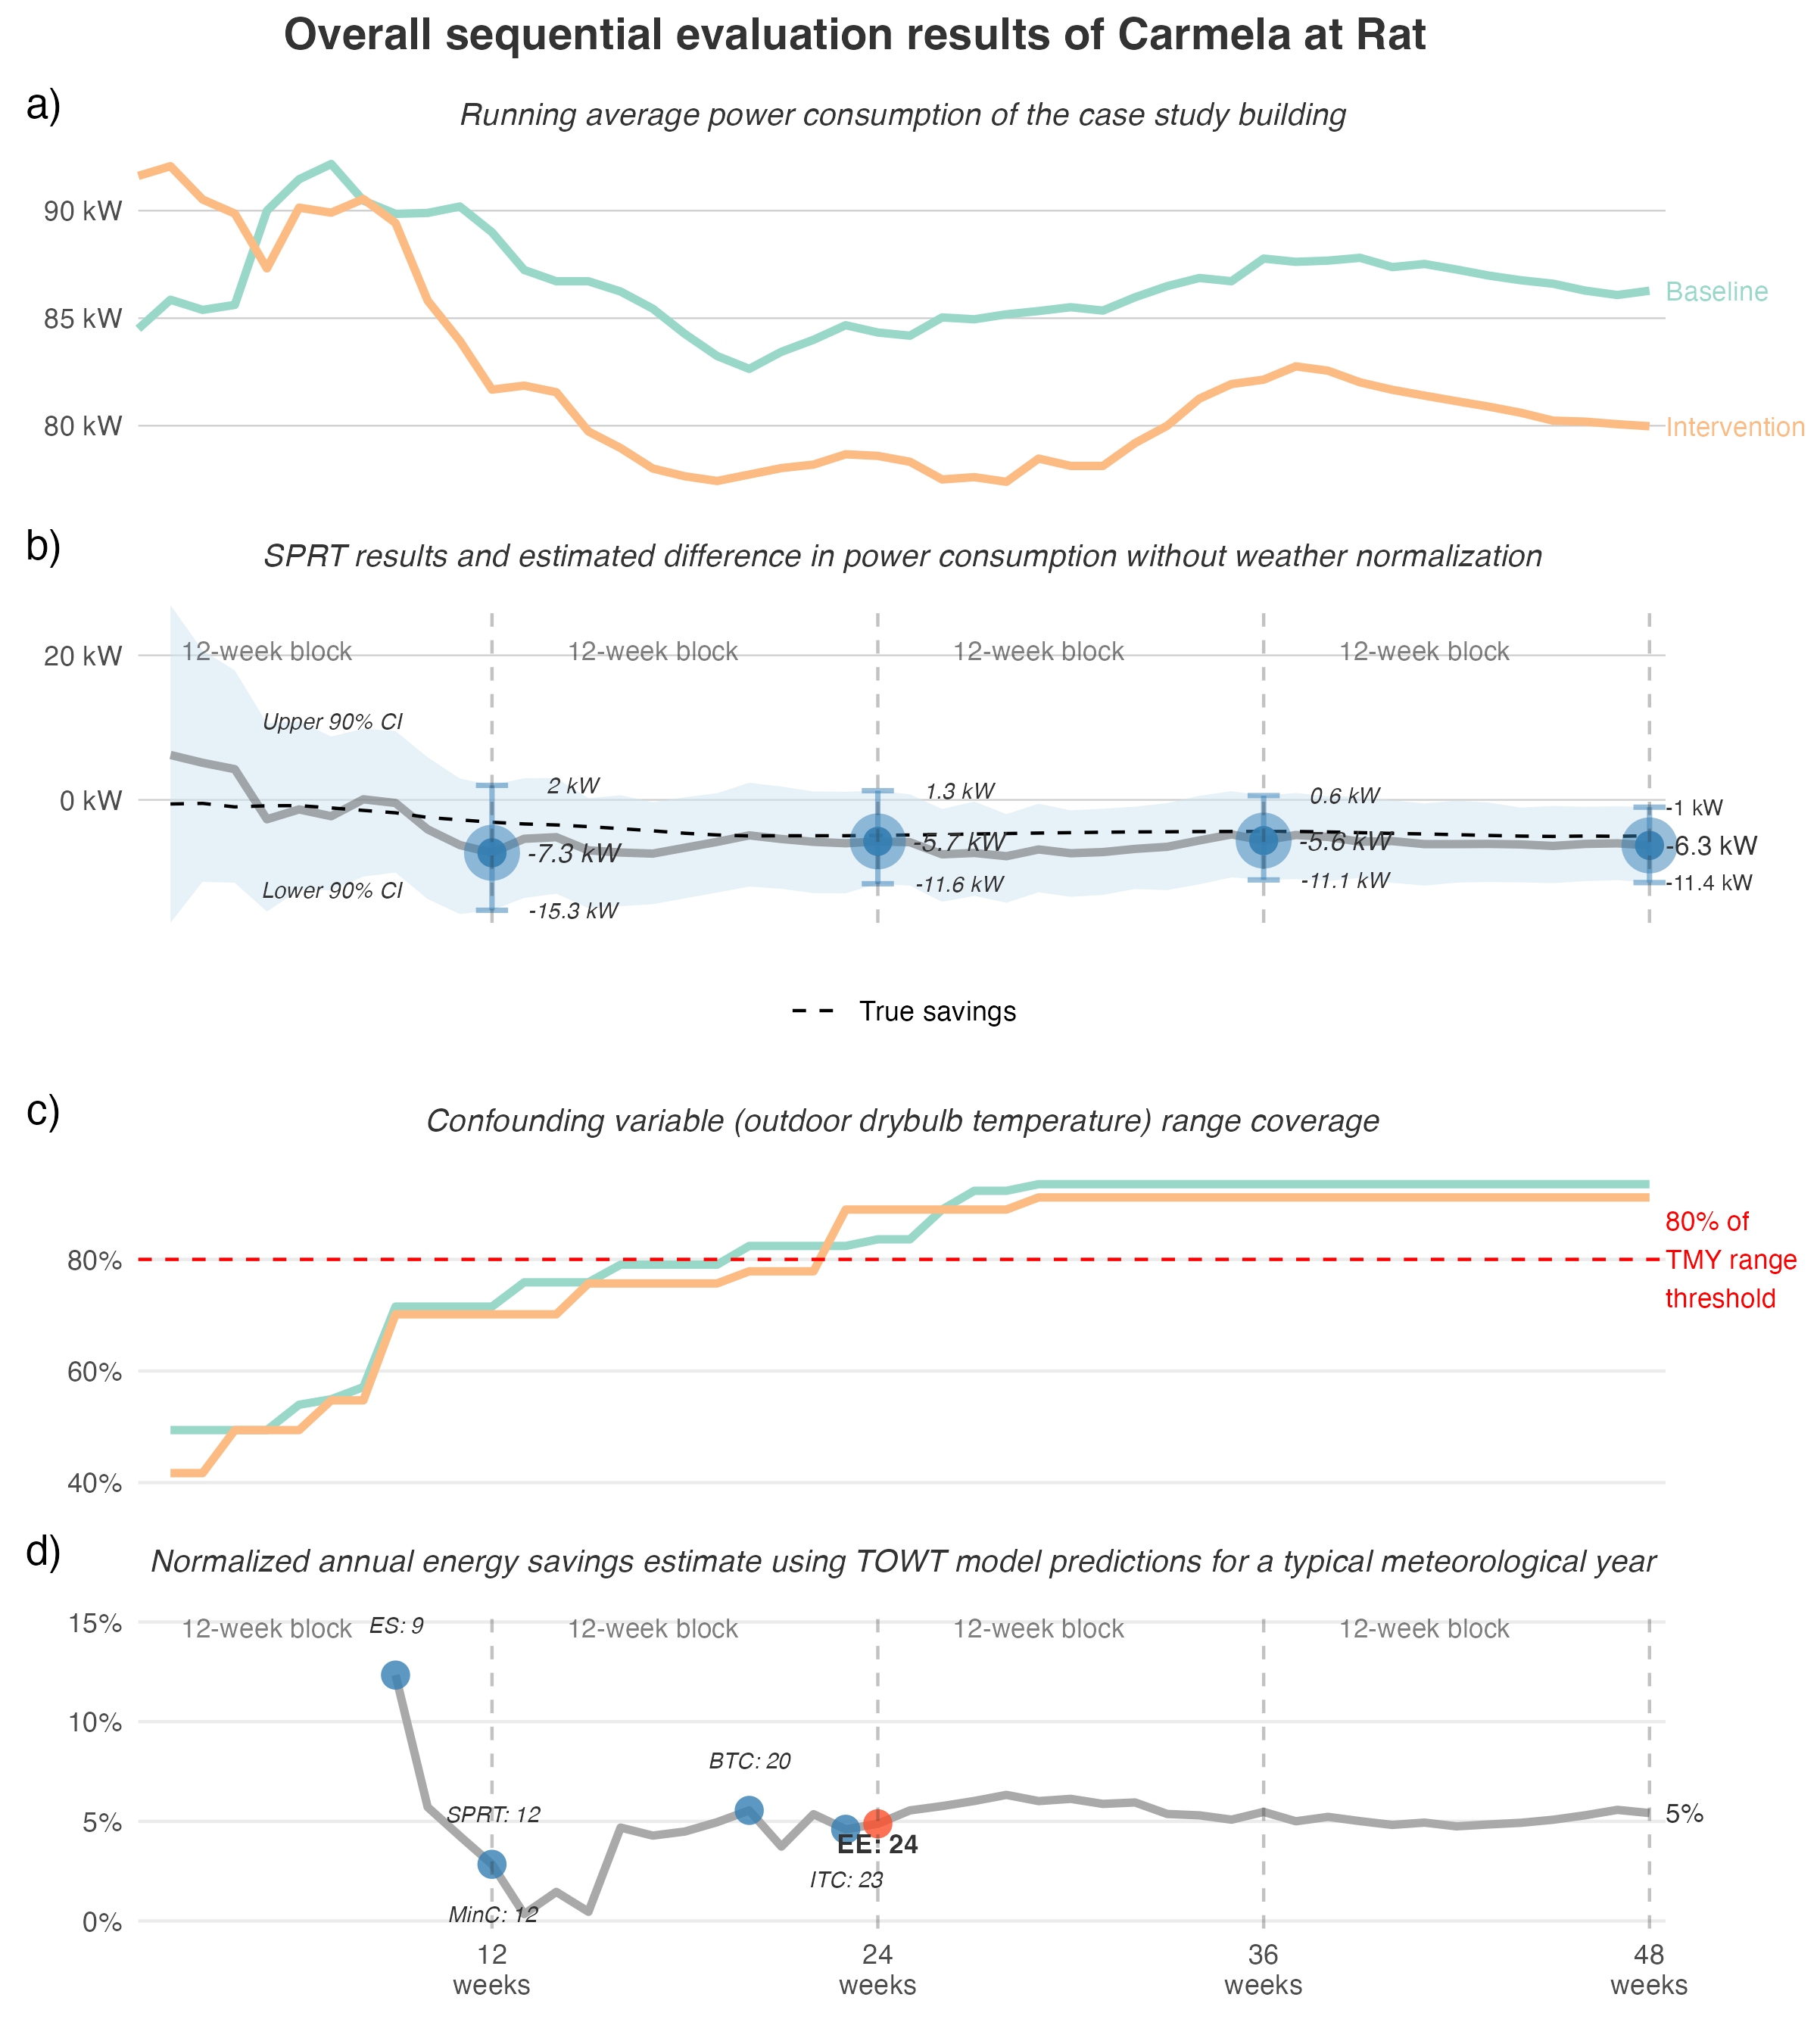 Overall sequential evaluation results of Carmela at Rat
a)
Running average power consumption of the case study building
90 kW
85 kW
80 kW
Baseline
Intervention
b)
SPRT results and estimated difference in power consumption without weather normalization
20 kW
0 kW
12-week block
12-week block
12-week block
12-week block
Upper 90% CI
Lower 90% CI
2 kW
-7.3 kW
-15.3 kW
1.3 kW
-5.7 kW
-11.6 kW
0.6 kW
-5.6 kW
-11.1 kW
-1 kW
-6.3 kW
-11.4 kW
True savings
c)
Confounding variable (outdoor drybulb temperature) range coverage
80%
60%
40%
80% of
TMY range
threshold
d)
Normalized annual energy savings estimate using TOWT model predictions for a typical meteorological year
15%
10%
5%
0%
12-week block
12-week block
12-week block
12-week block
ES: 9
SPRT: 12
MinC: 12
BTC: 20
EE: 24
ITC: 23
5%
12
weeks
24
weeks
36
weeks
48
weeks